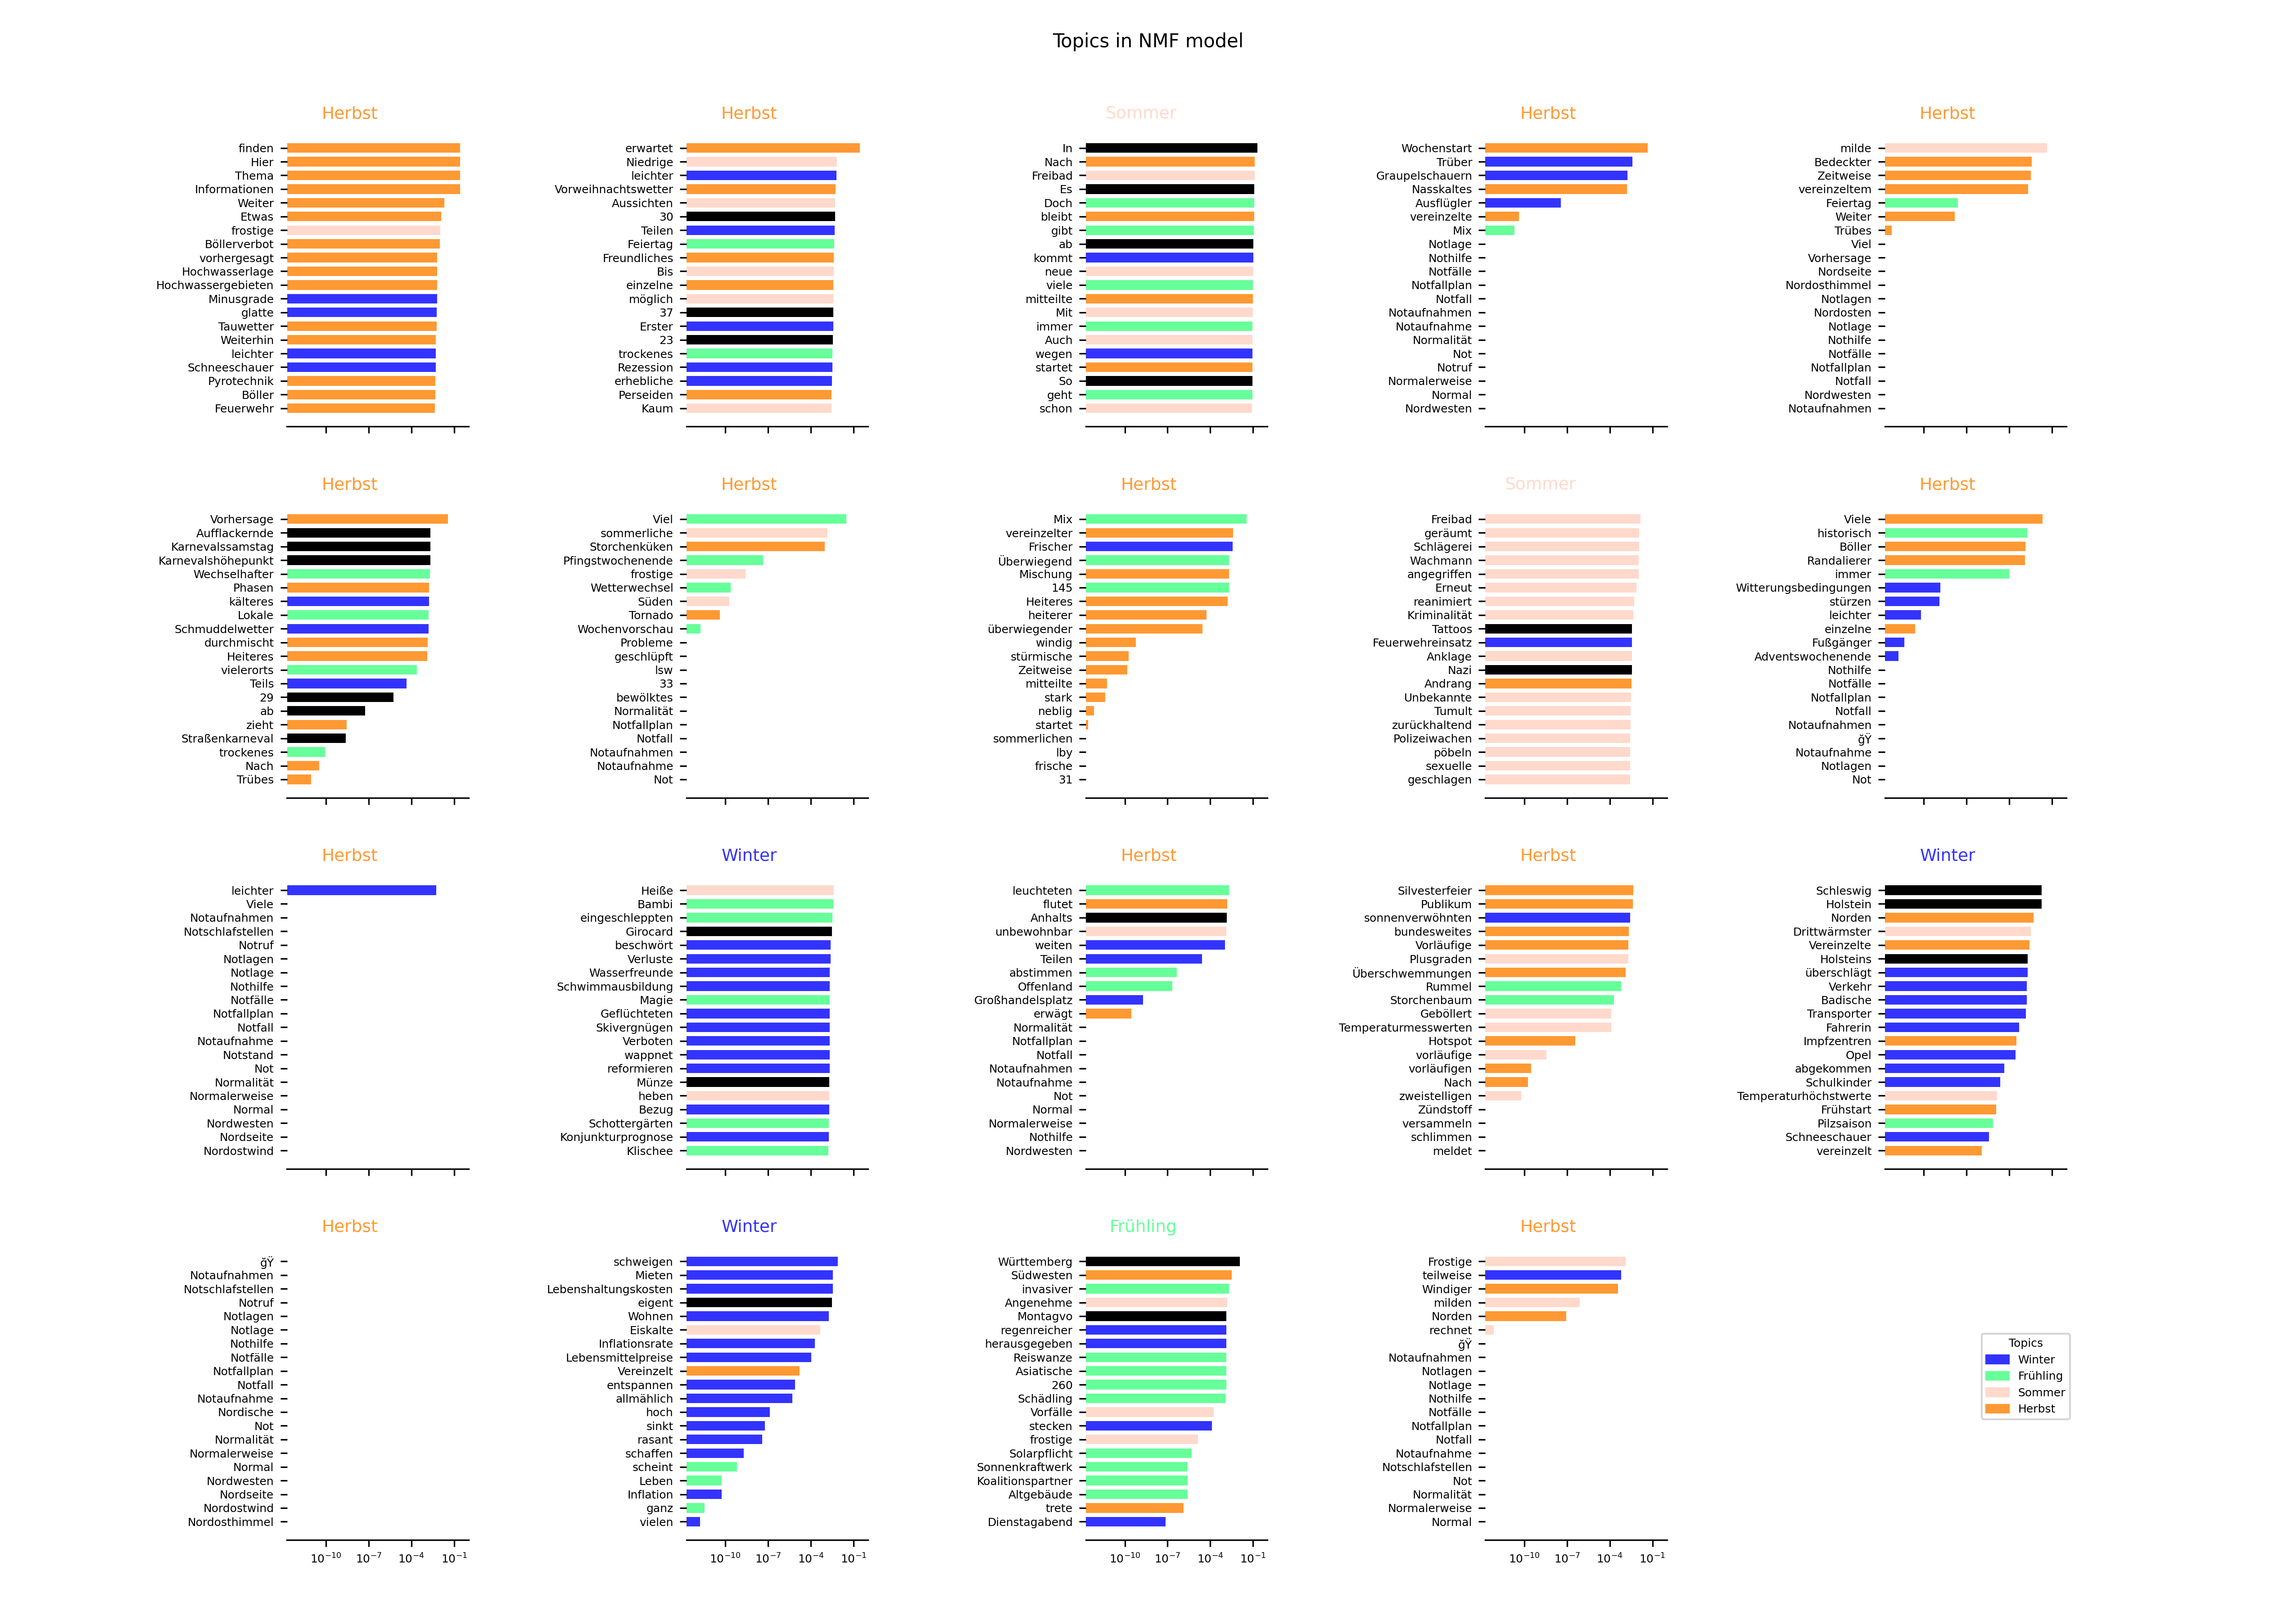 Topics in NMF model
Herbst
finden
Hier
Thema
Informationen
Weiter
Etwas
frostige
Böllerverbot
vorhergesagt
Hochwasserlage
Hochwassergebieten
Minusgrade
glatte
Tauwetter
Weiterhin
leichter
Schneeschauer
Pyrotechnik
Böller
Feuerwehr
Herbst
erwartet
Niedrige
leichter
Vorweihnachtswetter
Aussichten
30
Teilen
Feiertag
Freundliches
Bis
einzelne
möglich
37
Erster
23
trockenes
Rezession
erhebliche
Perseiden
Kaum
Sommer
In
Nach
Freibad
Es
Doch
bleibt
gibt
ab
kommt
neue
viele
mitteilte
Mit
immer
Auch
wegen
startet
So
geht
schon
Herbst
Wochenstart
Trüber
Graupelschauern
Nasskaltes
Ausflügler
vereinzelte
Mix
Notlage
Nothilfe
Notfälle
Notfallplan
Notfall
Notaufnahmen
Notaufnahme
Normalität
Not
Notruf
Normalerweise
Normal
Nordwesten
Herbst
milde
Bedeckter
Zeitweise
vereinzeltem
Feiertag
Weiter
Trübes
Viel
Vorhersage
Nordseite
Nordosthimmel
Notlagen
Nordosten
Notlage
Nothilfe
Notfälle
Notfallplan
Notfall
Nordwesten
Notaufnahmen
Herbst
Vorhersage
Aufflackernde
Karnevalssamstag
Karnevalshöhepunkt
Wechselhafter
Phasen
kälteres
Lokale
Schmuddelwetter
durchmischt
Heiteres
vielerorts
Teils
29
ab
zieht
Straßenkarneval
trockenes
Nach
Trübes
Herbst
Viel
sommerliche
Storchenküken
Pfingstwochenende
frostige
Wetterwechsel
Süden
Tornado
Wochenvorschau
Probleme
geschlüpft
lsw
33
bewölktes
Normalität
Notfallplan
Notfall
Notaufnahmen
Notaufnahme
Not
Herbst
Mix
vereinzelter
Frischer
Überwiegend
Mischung
145
Heiteres
heiterer
überwiegender
windig
stürmische
Zeitweise
mitteilte
stark
neblig
startet
sommerlichen
lby
frische
31
Sommer
Freibad
geräumt
Schlägerei
Wachmann
angegriffen
Erneut
reanimiert
Kriminalität
Tattoos
Feuerwehreinsatz
Anklage
Nazi
Andrang
Unbekannte
Tumult
zurückhaltend
Polizeiwachen
pöbeln
sexuelle
geschlagen
Herbst
Viele
historisch
Böller
Randalierer
immer
Witterungsbedingungen
stürzen
leichter
einzelne
Fußgänger
Adventswochenende
Nothilfe
Notfälle
Notfallplan
Notfall
Notaufnahmen
ğŸ
Notaufnahme
Notlagen
Not
Herbst
leichter
Viele
Notaufnahmen
Notschlafstellen
Notruf
Notlagen
Notlage
Nothilfe
Notfälle
Notfallplan
Notfall
Notaufnahme
Notstand
Not
Normalität
Normalerweise
Normal
Nordwesten
Nordseite
Nordostwind
Winter
Heiße
Bambi
eingeschleppten
Girocard
beschwört
Verluste
Wasserfreunde
Schwimmausbildung
Magie
Geflüchteten
Skivergnügen
Verboten
wappnet
reformieren
Münze
heben
Bezug
Schottergärten
Konjunkturprognose
Klischee
Herbst
leuchteten
flutet
Anhalts
unbewohnbar
weiten
Teilen
abstimmen
Offenland
Großhandelsplatz
erwägt
Normalität
Notfallplan
Notfall
Notaufnahmen
Notaufnahme
Not
Normal
Normalerweise
Nothilfe
Nordwesten
Herbst
Silvesterfeier
Publikum
sonnenverwöhnten
bundesweites
Vorläufige
Plusgraden
Überschwemmungen
Rummel
Storchenbaum
Geböllert
Temperaturmesswerten
Hotspot
vorläufige
vorläufigen
Nach
zweistelligen
Zündstoff
versammeln
schlimmen
meldet
Winter
Schleswig
Holstein
Norden
Drittwärmster
Vereinzelte
Holsteins
überschlägt
Verkehr
Badische
Transporter
Fahrerin
Impfzentren
Opel
abgekommen
Schulkinder
Temperaturhöchstwerte
Frühstart
Pilzsaison
Schneeschauer
vereinzelt
Herbst
ğŸ
Notaufnahmen
Notschlafstellen
Notruf
Notlagen
Notlage
Nothilfe
Notfälle
Notfallplan
Notfall
Notaufnahme
Nordische
Not
Normalität
Normalerweise
Normal
Nordwesten
Nordseite
Nordostwind
Nordosthimmel
10⁻¹⁰ 10⁻⁷ 10⁻⁴ 10⁻¹
Winter
schweigen
Mieten
Lebenshaltungskosten
eigent
Wohnen
Eiskalte
Inflationsrate
Lebensmittelpreise
Vereinzelt
entspannen
allmählich
hoch
sinkt
rasant
schaffen
scheint
Leben
Inflation
ganz
vielen
10⁻¹⁰ 10⁻⁷ 10⁻⁴ 10⁻¹
Frühling
Württemberg
Südwesten
invasiver
Angenehme
Montagvo
regenreicher
herausgegeben
Reiswanze
Asiatische
260
Schädling
Vorfälle
stecken
frostige
Solarpflicht
Sonnenkraftwerk
Koalitionspartner
Altgebäude
trete
Dienstagabend
10⁻¹⁰ 10⁻⁷ 10⁻⁴ 10⁻¹
Herbst
Frostige
teilweise
Windiger
milden
Norden
rechnet
ğŸ
Notaufnahmen
Notlagen
Notlage
Nothilfe
Notfälle
Notfallplan
Notfall
Notaufnahme
Notschlafstellen
Not
Normalität
Normalerweise
Normal
10⁻¹⁰ 10⁻⁷ 10⁻⁴ 10⁻¹
Topics
Winter
Frühling
Sommer
Herbst